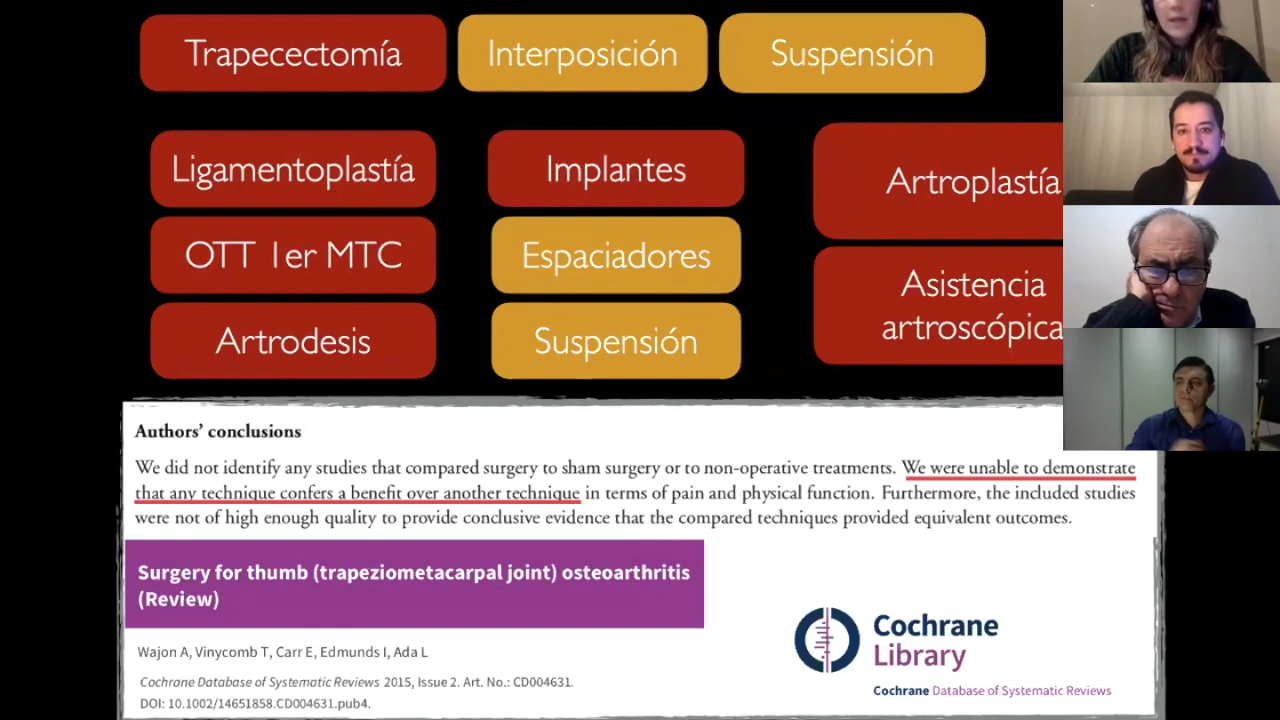 Trapecectomía
Interposición
Suspensión
Ligamentoplastía
Implantes
Artroplastía
OTT 1er MTC
Espaciadores
Asistencia
artroscópica
Artrodesis
Suspensión
Authors' conclusions
We did not identify any studies that compared surgery to sham surgery or to non-operative treatments. We were unable to demonstrate
that any technique confers a benefit over another technique in terms of pain and physical function. Furthermore, the included studies
were not of high enough quality to provide conclusive evidence that the compared techniques provided equivalent outcomes.
Surgery for thumb (trapeziometacarpal joint) osteoarthritis
(Review)
Wajon A, Vinycomb T, Carr E, Edmunds I, Ada L
Cochrane Database of Systematic Reviews 2015, Issue 2. Art. No.: CD004631.
DOI: 10.1002/14651858.CD004631.pub4.
Cochrane
Library
Cochrane Database of Systematic Reviews